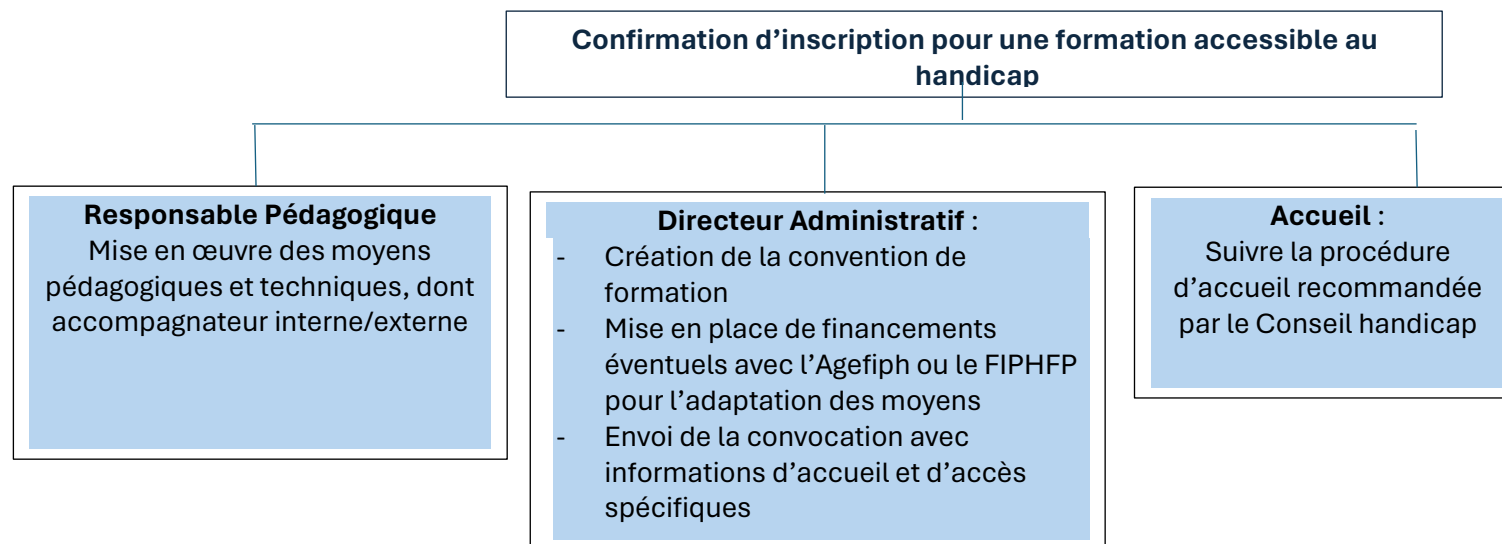 Confirmation d’inscription pour une formation accessible au
handicap
Responsable Pédagogique
Mise en œuvre des moyens
pédagogiques et techniques, dont
accompagnateur interne/externe
Directeur Administratif :
- Création de la convention de
formation
- Mise en place de financements
éventuels avec l’Agefiph ou le FIPHFP
pour l’adaptation des moyens
- Envoi de la convocation avec
informations d’accueil et d’accès
spécifiques
Accueil :
Suivre la procédure
d’accueil recommandée
par le Conseil handicap